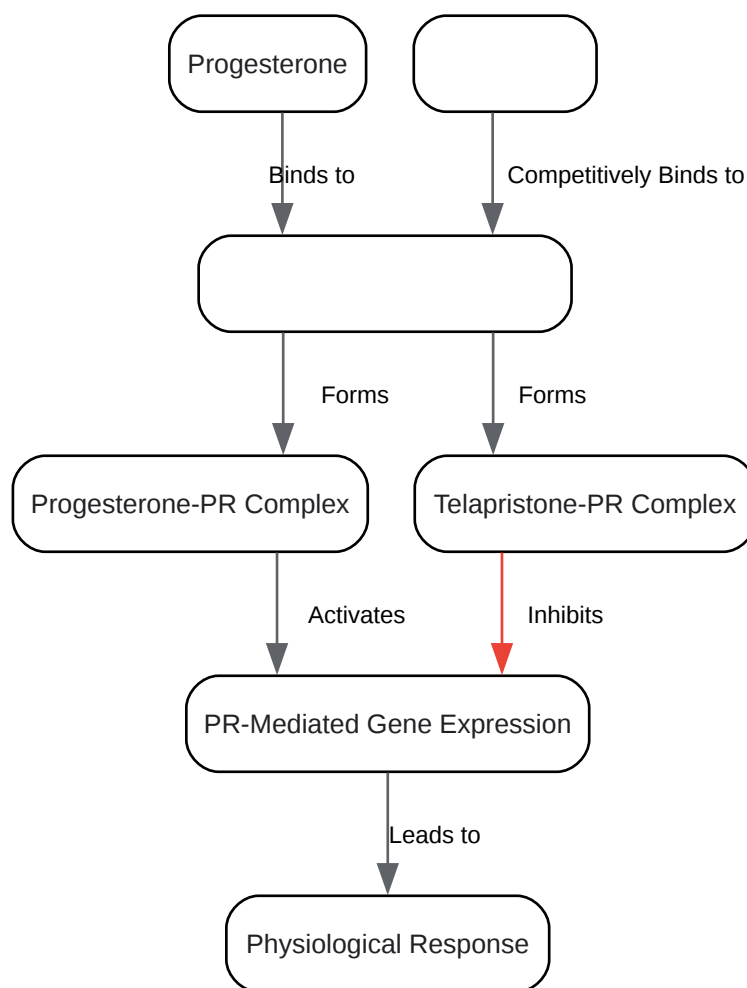 Progesterone
Binds to
Competitively Binds to
Forms
Forms
Progesterone-PR Complex
Telapristone-PR Complex
Activates
Inhibits
PR-Mediated Gene Expression
Leads to
Physiological Response